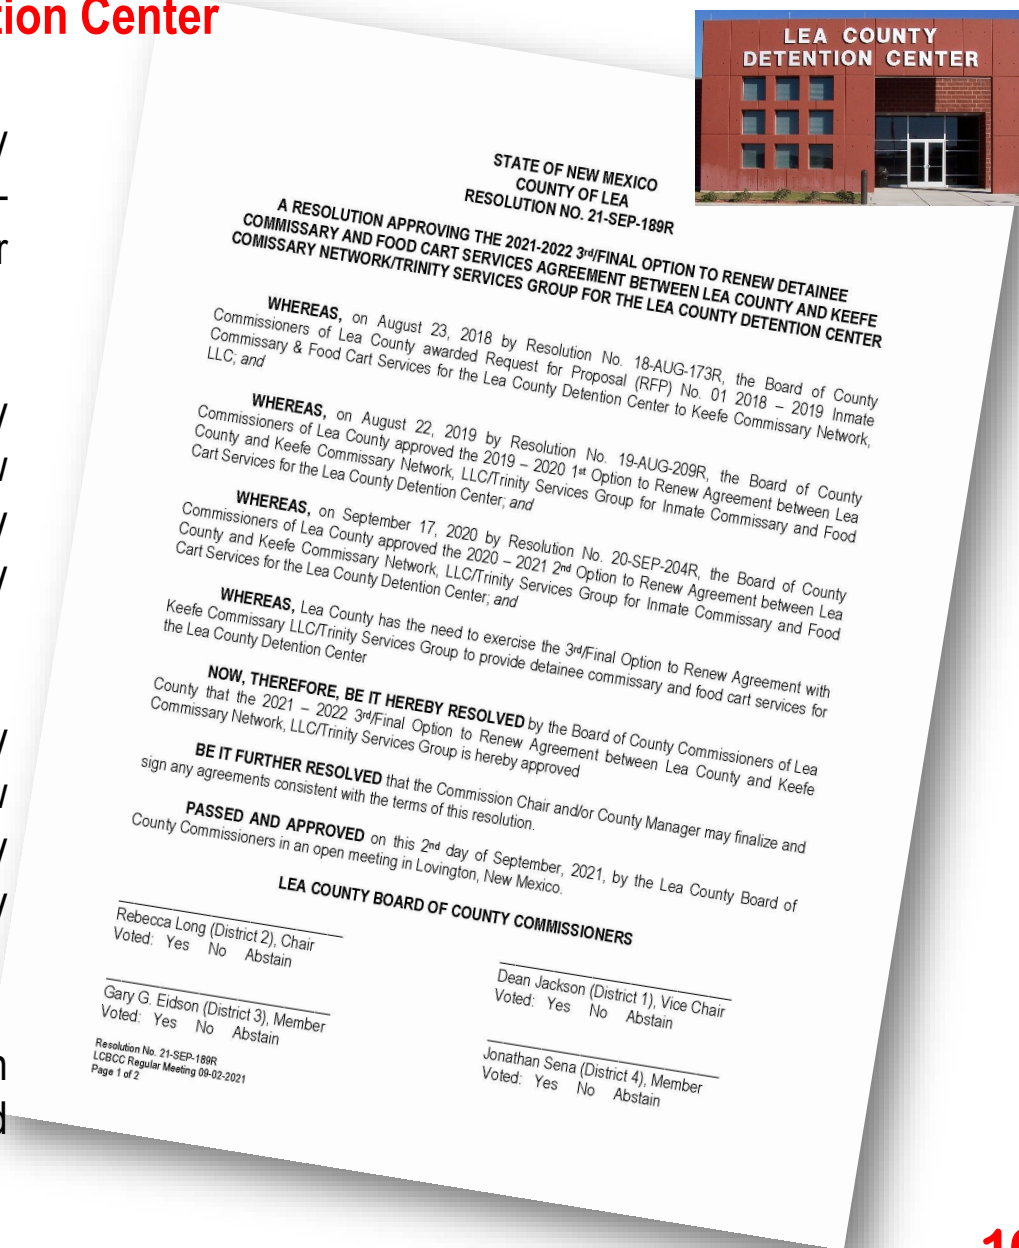 tion Center
LEA COUNTY
DETENTION CENTER
STATE OF NEW MEXICO
COUNTY OF LEA
RESOLUTION NO. 21-SEP-189R
A RESOLUTION APPROVING THE 2021-2022 3rd/FINAL OPTION TO RENEW DETAINEE
COMMISSARY AND FOOD CART SERVICES AGREEMENT BETWEEN LEA COUNTY AND KEEFE
COMISSARY NETWORK/TRINITY SERVICES GROUP FOR THE LEA COUNTY DETENTION CENTER
WHEREAS, on August 23, 2018 by Resolution No. 18-AUG-173R, the Board of County
Commissioners of Lea County awarded Request for Proposal (RFP) No. 01 2018 – 2019 Inmate
Commissary & Food Cart Services for the Lea County Detention Center to Keefe Commissary Network,
LLC; and
WHEREAS, on August 22, 2019 by Resolution No. 19-AUG-209R, the Board of County
Commissioners of Lea County approved the 2019 – 2020 1st Option to Renew Agreement between Lea
County and Keefe Commissary Network, LLC/Trinity Services Group for Inmate Commissary and Food
Cart Services for the Lea County Detention Center; and
WHEREAS, on September 17, 2020 by Resolution No. 20-SEP-204R, the Board of County
Commissioners of Lea County approved the 2020 – 2021 2nd Option to Renew Agreement between Lea
County and Keefe Commissary Network, LLC/Trinity Services Group for Inmate Commissary and Food
Cart Services for the Lea County Detention Center; and
WHEREAS, Lea County has the need to exercise the 3rd/Final Option to Renew Agreement with
Keefe Commissary LLC/Trinity Services Group to provide detainee commissary and food cart services for
the Lea County Detention Center
NOW, THEREFORE, BE IT HEREBY RESOLVED by the Board of County Commissioners of Lea
County that the 2021 – 2022 3rd/Final Option to Renew Agreement between Lea County and Keefe
Commissary Network, LLC/Trinity Services Group is hereby approved
BE IT FURTHER RESOLVED that the Commission Chair and/or County Manager may finalize and
sign any agreements consistent with the terms of this resolution.
PASSED AND APPROVED on this 2nd day of September, 2021, by the Lea County Board of
County Commissioners in an open meeting in Lovington, New Mexico.
LEA COUNTY BOARD OF COUNTY COMMISSIONERS
Rebecca Long (District 2), Chair
Voted: Yes No Abstain
Dean Jackson (District 1), Vice Chair
Voted: Yes No Abstain
Gary G. Eidson (District 3), Member
Voted: Yes No Abstain
Jonathan Sena (District 4), Member
Voted: Yes No Abstain
Resolution No. 21-SEP-189R
LCBCC Regular Meeting 09-02-2021
Page 1 of 2